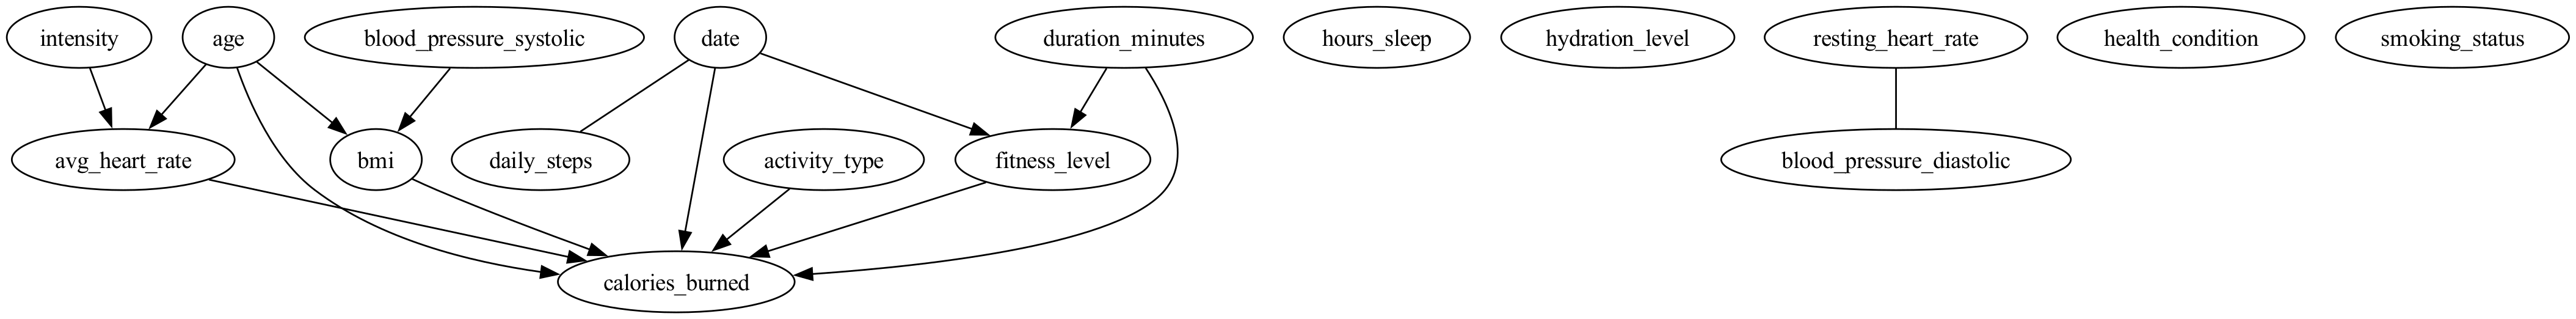 intensity
age
blood_pressure_systolic
date
duration_minutes
hours_sleep
hydration_level
resting_heart_rate
health_condition
smoking_status
avg_heart_rate
bmi
daily_steps
activity_type
fitness_level
blood_pressure_diastolic
calories_burned